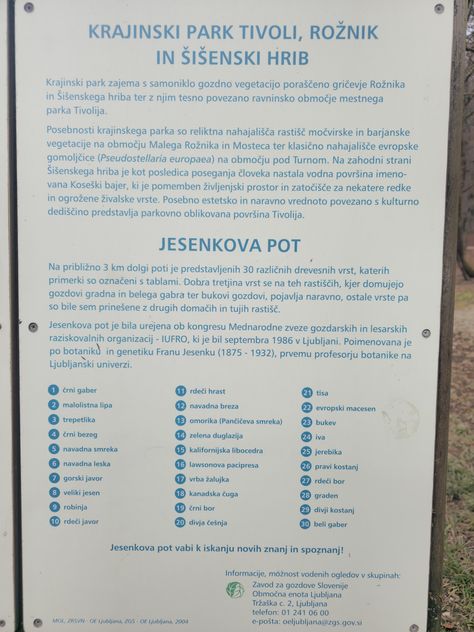 KRAJINSKI PARK TIVOLI, ROŽNIK
IN ŠIŠENSKI HRIB
Krajinski park zajema s samoniklo gozdno vegetacijo poraščeno gričevje Rožnika
in Šišenskega hriba ter z njim tesno povezano ravninsko območje mestnega
parka Tivolija.
Posebnosti krajinskega parka so reliktna nahajališča rastišč močvirske in barjanske
vegetacije na območju Malega Rožnika in Mosteca ter klasično nahajališče evropske
gomoljčice (Pseudostellaria europaea) na območju pod Turnom. Na zahodni strani
Šišenskega hriba je kot posledica poseganja človeka nastala vodna površina imeno-
vana Koseški bajer, ki je pomemben življenjski prostor in zatočišče za nekatere redke
in ogrožene živalske vrste. Posebno estetsko in naravno vrednoto povezano s kulturno
dediščino predstavlja parkovno oblikovana površina Tivolija.
JESENKOVA POT
Na približno 3 km dolgi poti je predstavljenih 30 različnih drevesnih vrst, katerih
primerki so označeni s tablami. Dobra tretjina vrst se na teh rastiščih, kjer domujejo
gozdovi gradna in belega gabra ter bukovi gozdovi, pojavlja naravno, ostale vrste pa
so bile sem prinešene z drugih domačih in tujih rastišč.
Jesenkova pot je bila urejena ob kongresu Mednarodne zveze gozdarskih in lesarskih
raziskovalnih organizacij - IUFRO, ki je bil septembra 1986 v Ljubljani. Poimenovana je
po botaniku in genetiku Franu Jesenku (1875 - 1932), prvemu profesorju botanike na
Ljubljanski univerzi.
1 črni gaber
2 malolistna lipa
3 trepetlika
4 črni bezeg
5 navadna smreka
6 navadna leska
7 gorski javor
8 veliki jesen
9 robinja
10 rdeči javor
11 rdeči hrast
12 navadna breza
13 omorika (Pančičeva smreka)
14 zelena duglazija
15 kalifornijska libocedra
16 lawsonova pacipresa
17 vrba žalujka
18 kanadska čuga
19 črni bor
20 divja češnja
21 tisa
22 evropski macesen
23 bukev
24 iva
25 jerebika
26 pravi kostanj
27 rdeči bor
28 graden
29 divji kostanj
30 beli gaber
Jesenkova pot vabi k iskanju novih znanj in spoznanj!
Informacije, možnost vodenih ogledov v skupinah:
Zavod za gozdove Slovenije
Območna enota Ljubljana
Tržaška c. 2, Ljubljana
telefon: 01 241 06 00
e-pošta: oeljubljana@zgs.gov.si
MOL, ZRSVN - OE Ljubljana, ZGS - OE Ljubljana, 2004